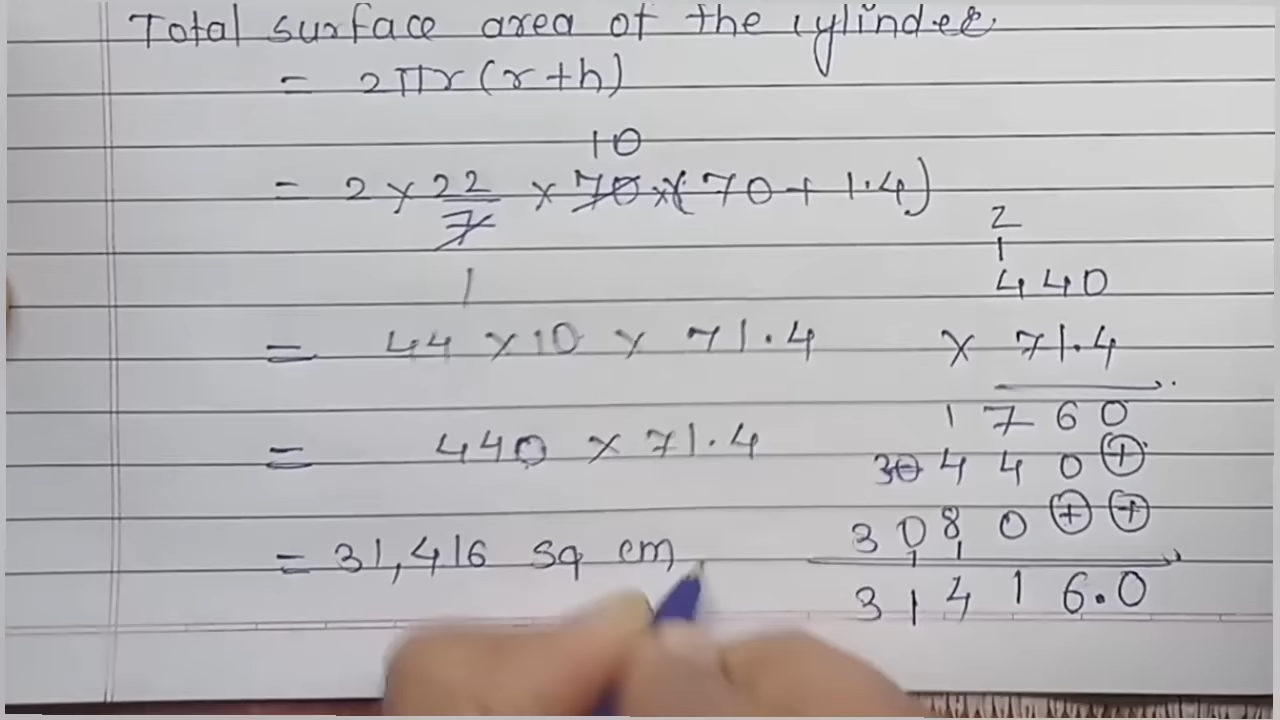 Total surface area of the cylinder
= 2πr(r+h)
10
= 2 × 22/7 × 70 × (70 + 1.4)
1
= 44 × 10 × 71.4
= 440 × 71.4
= 31,416 sq cm
2
1
440
× 71.4
1760
30440+
3080++
31416.0